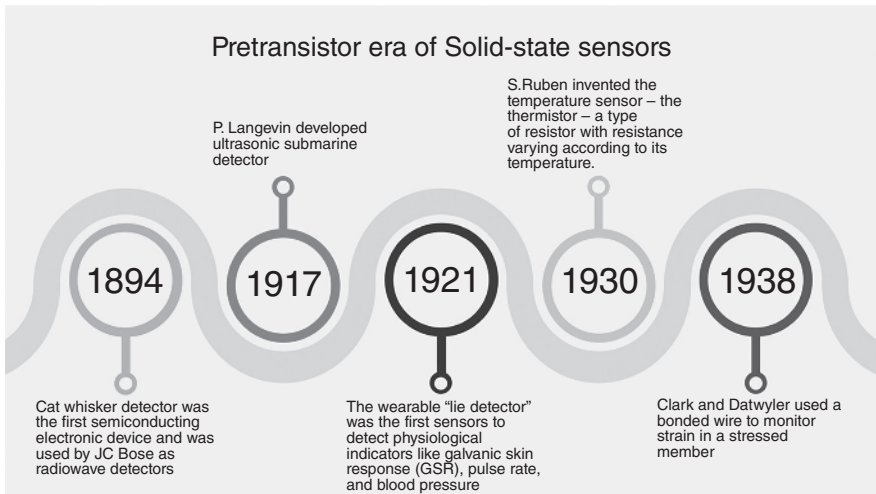 Pretransistor era of Solid-state sensors
S.Ruben invented the
temperature sensor – the
thermistor – a type
of resistor with resistance
varying according to its
temperature.
P. Langevin developed
ultrasonic submarine
detector
1894
1917
1921
1930
1938
Cat whisker detector was
the first semiconducting
electronic device and was
used by JC Bose as
radiowave detectors
The wearable “lie detector”
was the first sensors to
detect physiological
indicators like galvanic skin
response (GSR), pulse rate,
and blood pressure
Clark and Datwyler used a
bonded wire to monitor
strain in a stressed
member